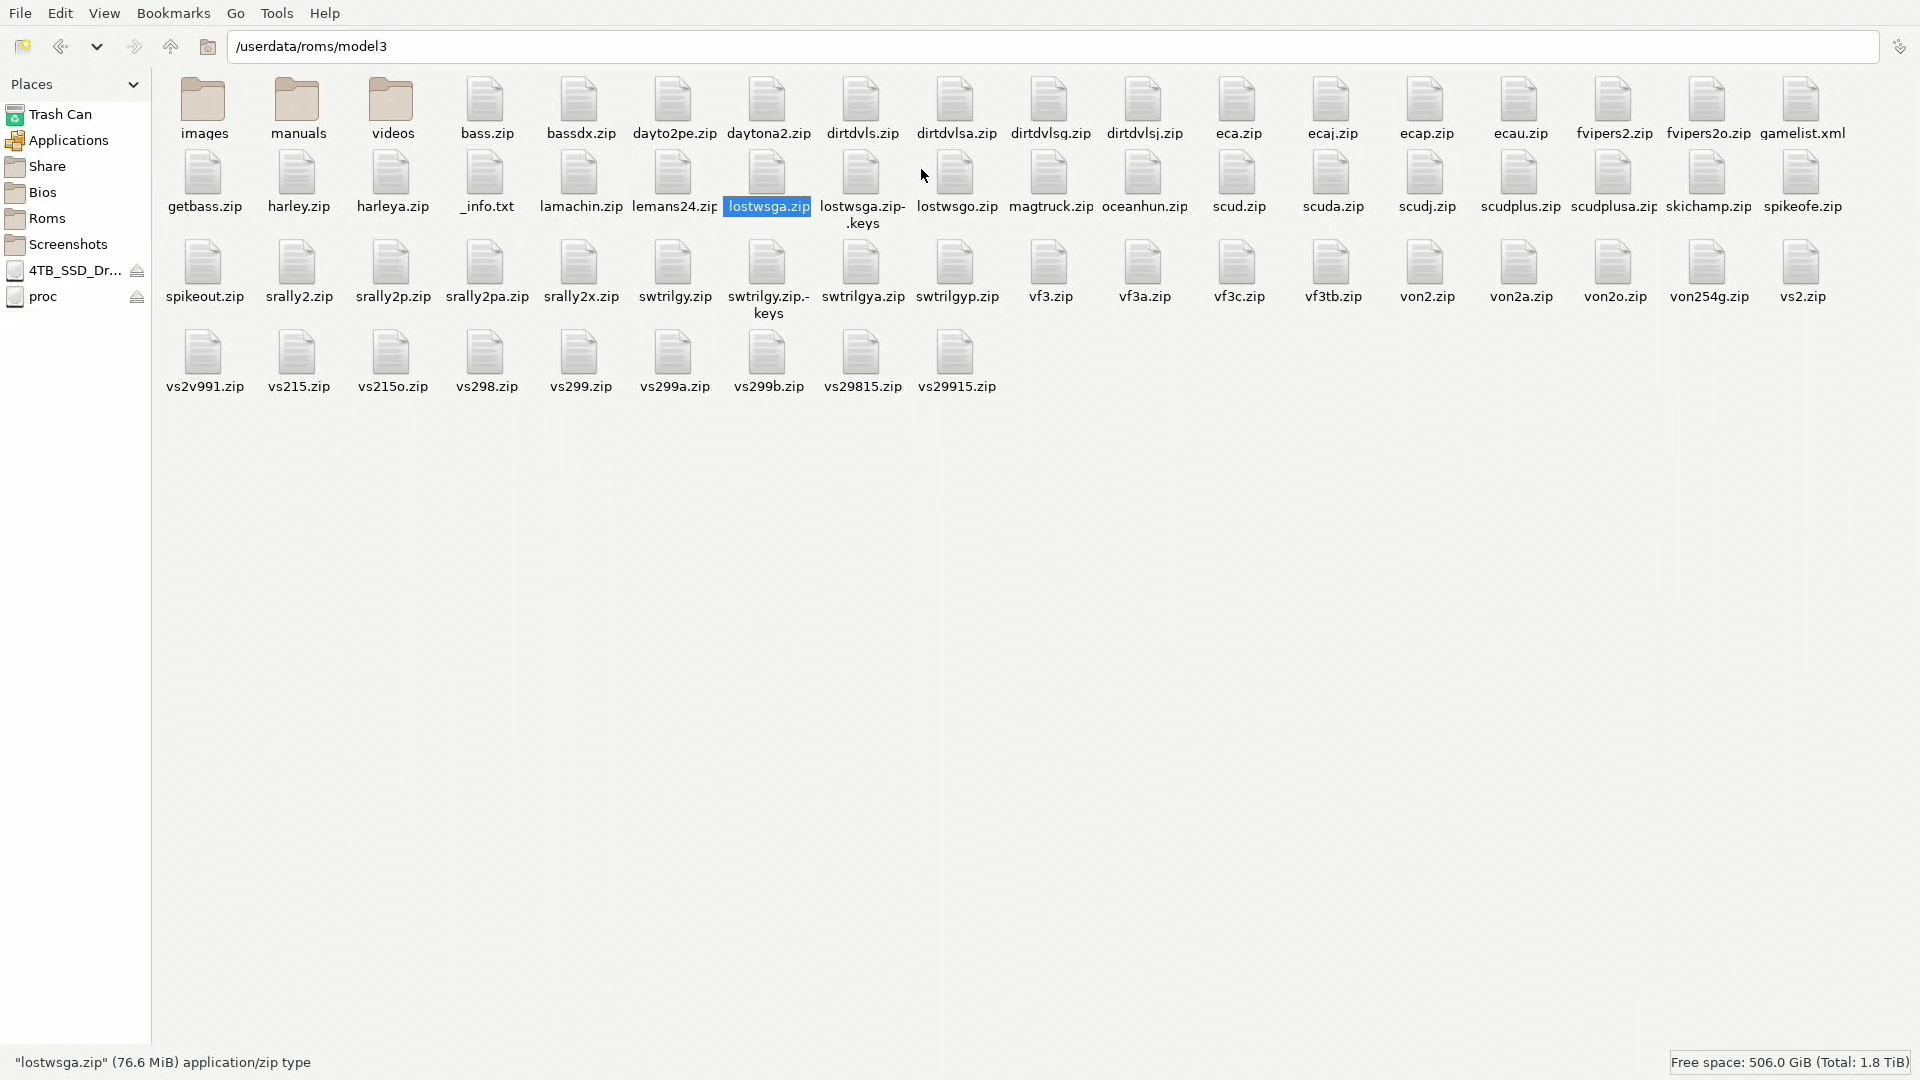 File Edit View Bookmarks Go Tools Help
/userdata/roms/model3
Places
Trash Can
Applications
Share
Bios
Roms
Screenshots
4TB_SSD_Dr...
proc
images manuals videos bass.zip bassdx.zip dayto2pe.zip daytona2.zip dirtdvls.zip dirtdvlsa.zip dirtdvlsg.zip dirtdvlsj.zip eca.zip ecaj.zip ecap.zip ecau.zip fvipers2.zip fvipers2o.zip gamelist.xml
getbass.zip harley.zip harleya.zip _info.txt lamachin.zip lemans24.zip lostwsga.zip lostwsga.zip- lostwsgo.zip magtruck.zip oceanhun.zip scud.zip scuda.zip scudj.zip scudplus.zip scudplusa.zip skichamp.zip spikeofe.zip
.keys
spikeout.zip srally2.zip srally2p.zip srally2pa.zip srally2x.zip swtrilgy.zip swtrilgy.zip.- swtrilgya.zip swtrilgyp.zip vf3.zip vf3a.zip vf3c.zip vf3tb.zip von2.zip von2a.zip von2o.zip von254g.zip vs2.zip
keys
vs2v991.zip vs215.zip vs215o.zip vs298.zip vs299.zip vs299a.zip vs299b.zip vs29815.zip vs29915.zip
"lostwsga.zip" (76.6 MiB) application/zip type
Free space: 506.0 GiB (Total: 1.8 TiB)